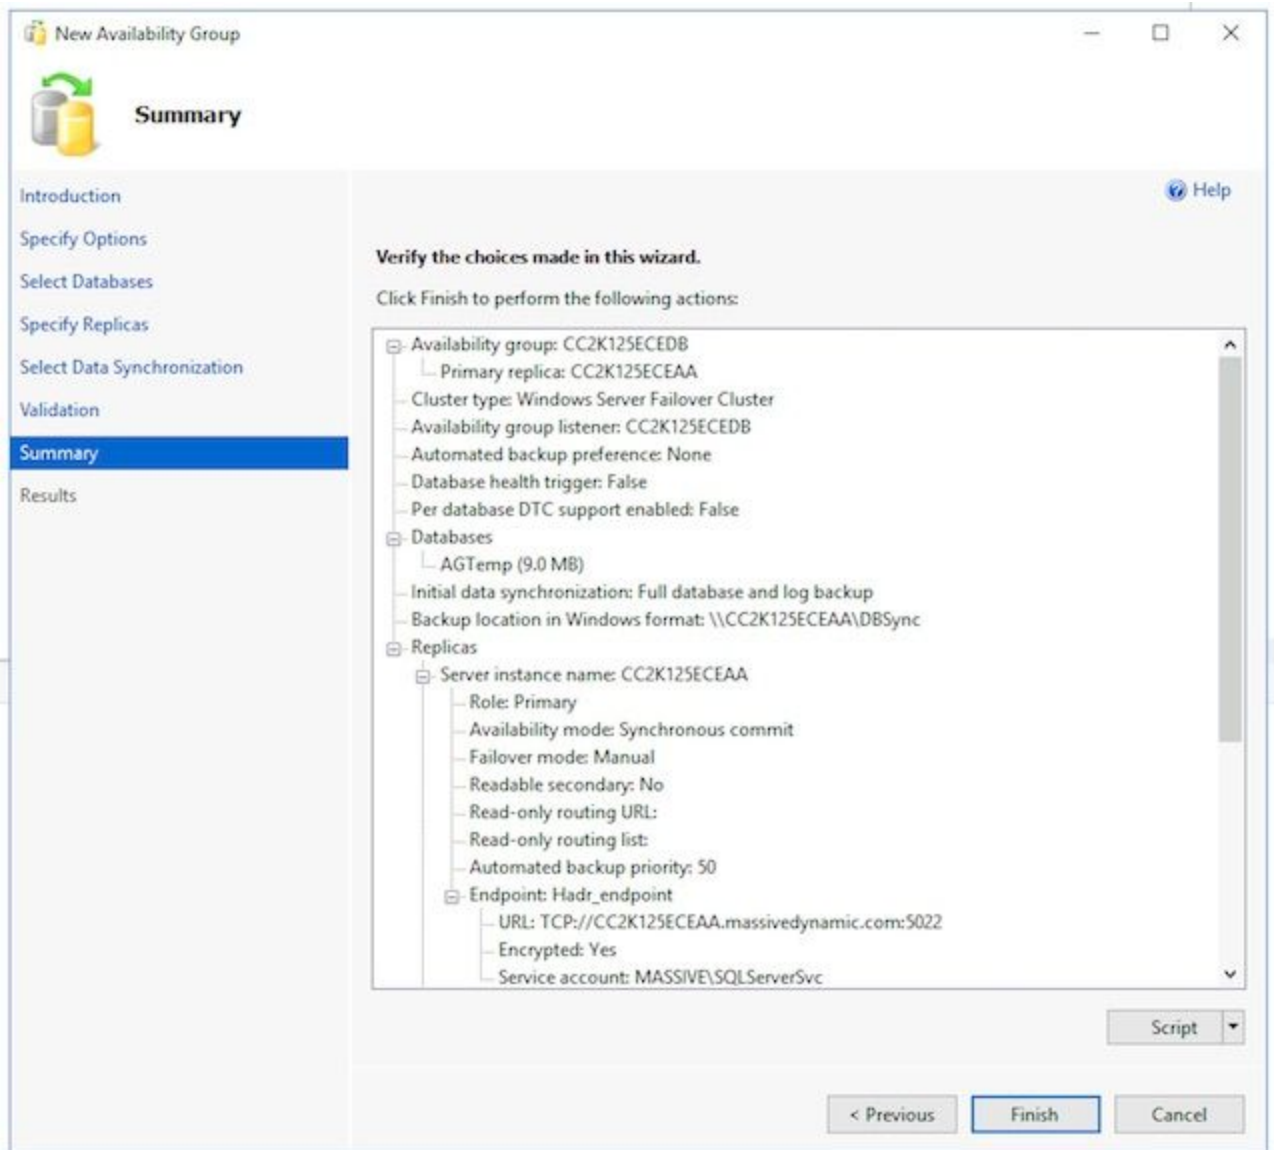 New Availability Group
Summary
Introduction
Specify Options
Select Databases
Specify Replicas
Select Data Synchronization
Validation
Summary
Results
Help
Verify the choices made in this wizard.
Click Finish to perform the following actions:
Availability group: CC2K125ECEDB
Primary replica: CC2K125ECEAA
Cluster type: Windows Server Failover Cluster
Availability group listener: CC2K125ECEDB
Automated backup preference: None
Database health trigger: False
Per database DTC support enabled: False
Databases
AGTemp (9.0 MB)
Initial data synchronization: Full database and log backup
Backup location in Windows format: \\CC2K125ECEAA\DBSync
Replicas
Server instance name: CC2K125ECEAA
Role: Primary
Availability mode: Synchronous commit
Failover mode: Manual
Readable secondary: No
Read-only routing URL:
Read-only routing list:
Automated backup priority: 50
Endpoint: Hadr_endpoint
URL: TCP://CC2K125ECEAA.massivedynamic.com:5022
Encrypted: Yes
Service account: MASSIVE\SQLServerSvc
Script
< Previous
Finish
Cancel